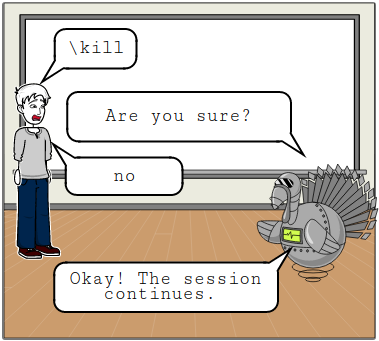 \kill
Are you sure?
no
Okay! The session
continues.